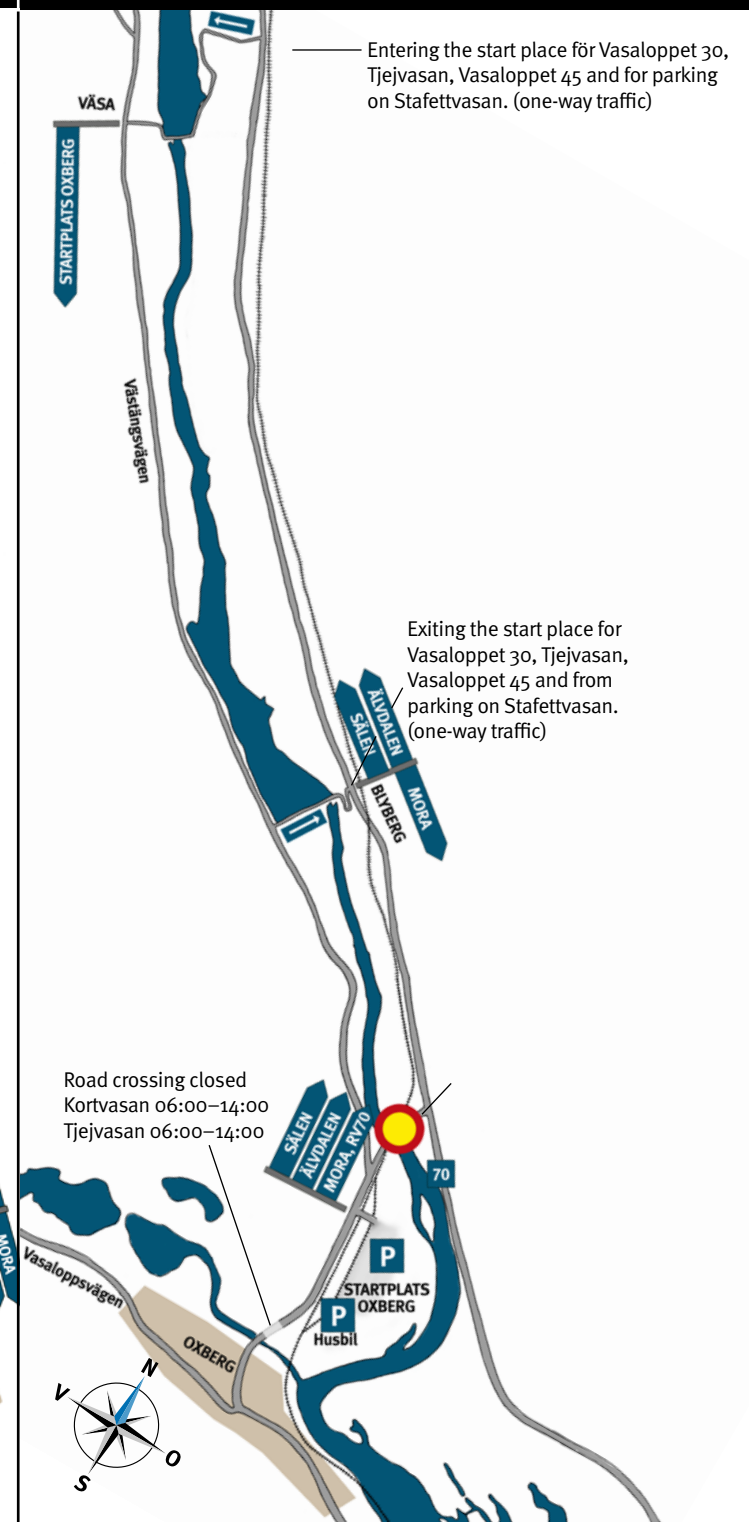 Entering the start place för Vasaloppet 30,
Tjejvasan, Vasaloppet 45 and for parking
on Stafettvasan. (one-way traffic)
VÄSA
STARTPLATS OXBERG
Västängsvägen
Exiting the start place for
Vasaloppet 30, Tjejvasan,
Vasaloppet 45 and from
parking on Stafettvasan.
(one-way traffic)
SÄLEN
ÄLVDALEN
MORA
BLYBERG
Road crossing closed
Kortvasan 06:00–14:00
Tjejvasan 06:00–14:00
SÄLEN
ÄLVDALEN
MORA, RV70
70
P
STARTPLATS
OXBERG
P
Husbil
MORA
Vasaloppsvägen
OXBERG
N
V
O
S